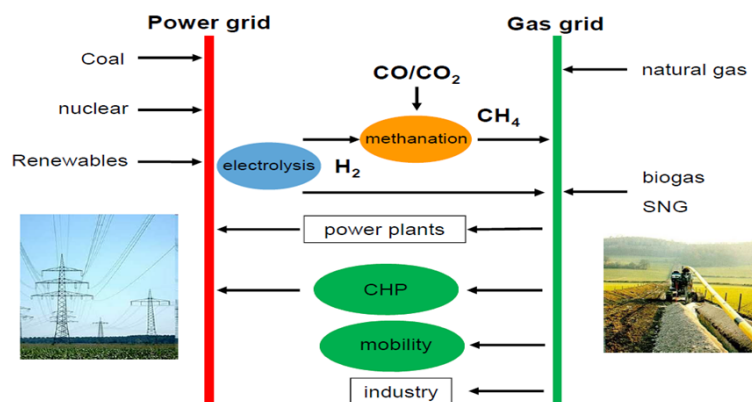 Power grid
Gas grid
Coal
CO/CO₂
natural gas
nuclear
CH₄
methanation
Renewables
electrolysis
H₂
biogas
SNG
power plants
CHP
mobility
industry